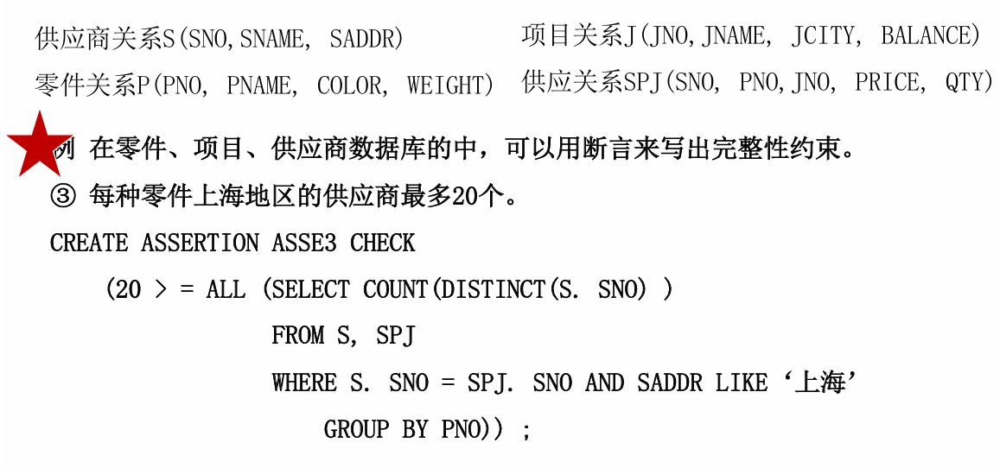 供应商关系S(SNO,SNAME, SADDR)
项目关系J(JNO,JNAME, JCITY, BALANCE)
零件关系P(PNO, PNAME, COLOR, WEIGHT)
供应关系SPJ(SNO, PNO,JNO, PRICE, QTY)
例 在零件、项目、供应商数据库的中，可以用断言来写出完整性约束。
③ 每种零件上海地区的供应商最多20个。
CREATE ASSERTION ASSE3 CHECK
(20 > = ALL (SELECT COUNT(DISTINCT(S. SNO) )
FROM S, SPJ
WHERE S. SNO = SPJ. SNO AND SADDR LIKE ‘上海’
GROUP BY PNO)) ;